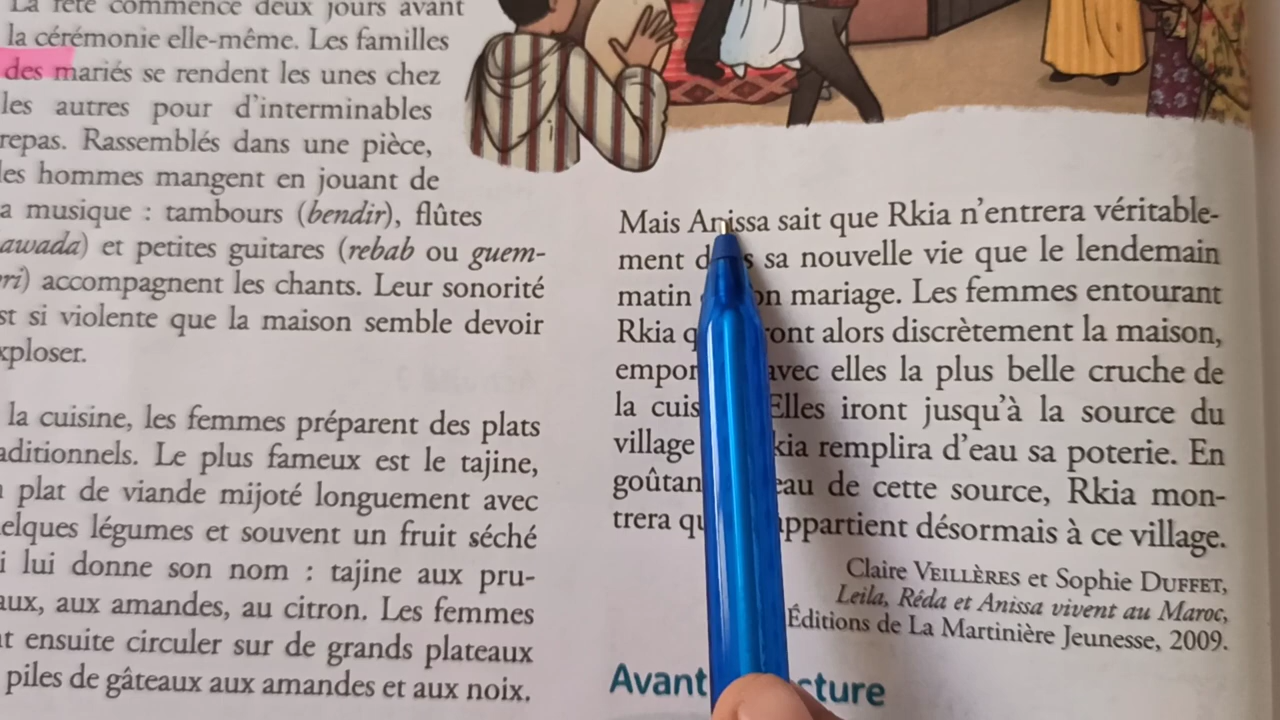 La fête commence deux jours avant
la cérémonie elle-même. Les familles
des mariés se rendent les unes chez
les autres pour d'interminables
repas. Rassemblés dans une pièce,
les hommes mangent en jouant de
a musique : tambours (bendir), flûtes
awada) et petites guitares (rebab ou guem-
ri) accompagnent les chants. Leur sonorité
st si violente que la maison semble devoir
xploser.
la cuisine, les femmes préparent des plats
aditionnels. Le plus fameux est le tajine,
plat de viande mijoté longuement avec
elques légumes et souvent un fruit séché
i lui donne son nom : tajine aux pru-
aux, aux amandes, au citron. Les femmes
nt ensuite circuler sur de grands plateaux
piles de gâteaux aux amandes et aux noix.
Mais Anissa sait que Rkia n'entrera véritable-
ment sa nouvelle vie que le lendemain
matin mariage. Les femmes entourant
Rkia alors discrètement la maison,
avec elles la plus belle cruche de
la Elles iront jusqu'à la source du
village remplira d'eau sa poterie. En
de cette source, Rkia mon-
trera appartient désormais à ce village.
Claire VEILLÈRES et Sophie DUFFET,
Leila, Réda et Anissa vivent au Maroc,
Éditions de La Martinière Jeunesse, 2009.
Avant